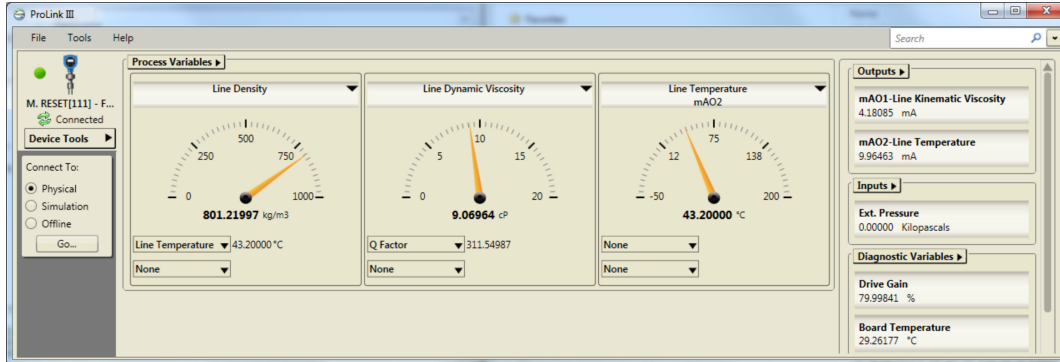 ProLink III
File Tools Help
Search
M. RESET[111] - F...
Connected
Device Tools
Connect To:
Physical
Simulation
Offline
Go...
Process Variables
Line Density
0 250 500 750 1000
801.21997 kg/m3
Line Temperature 43.20000 °C
None
Line Dynamic Viscosity
0 5 10 15 20
9.06964 cP
Q Factor 311.54987
None
Line Temperature
mAO2
-50 12 75 138 200
43.20000 °C
None
None
Outputs
mAO1-Line Kinematic Viscosity
4.18085 mA
mAO2-Line Temperature
9.96463 mA
Inputs
Ext. Pressure
0.00000 Kilopascals
Diagnostic Variables
Drive Gain
79.99841 %
Board Temperature
29.26177 °C